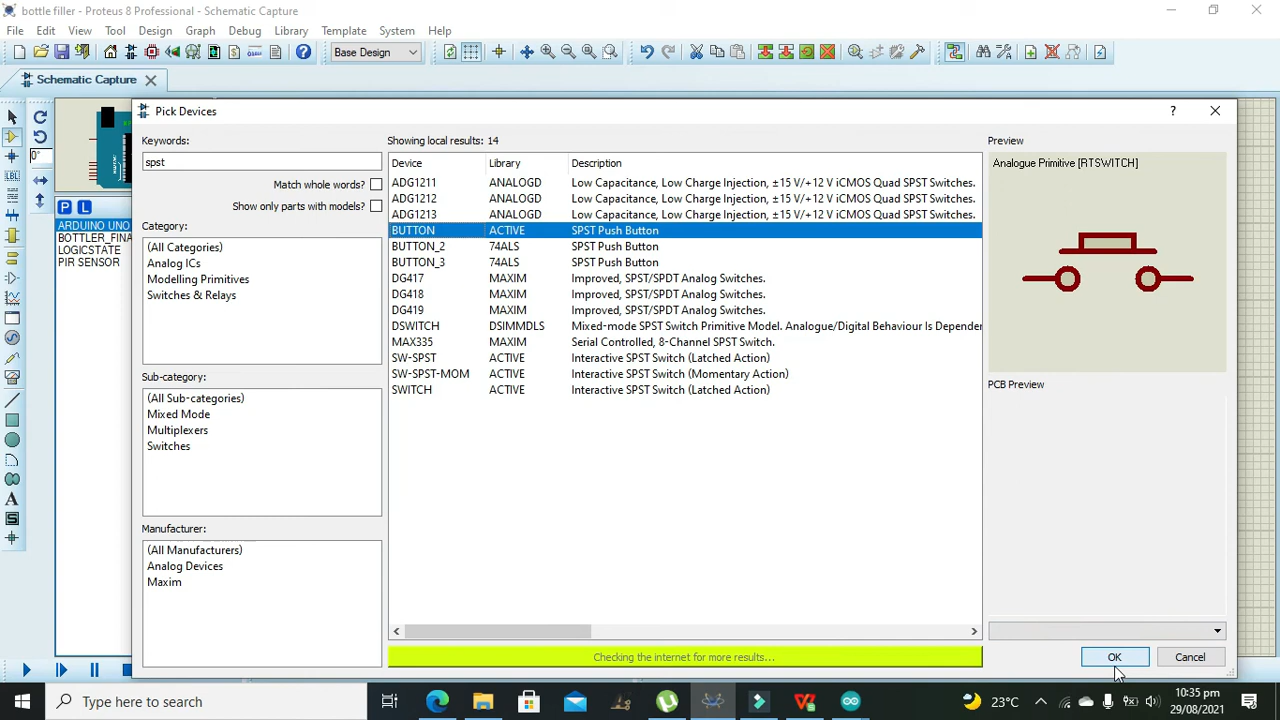 bottle filler - Proteus 8 Professional - Schematic Capture
File Edit View Tool Design Graph Debug Library Template System Help
Base Design
Schematic Capture
Pick Devices
?
Keywords:
spst
Match whole words?
Show only parts with models?
Category:
(All Categories)
Analog ICs
Modelling Primitives
Switches & Relays
Sub-category:
(All Sub-categories)
Mixed Mode
Multiplexers
Switches
Manufacturer:
(All Manufacturers)
Analog Devices
Maxim
Showing local results: 14
Device Library Description
ADG1211 ANALOGD Low Capacitance, Low Charge Injection, ±15 V/+12 V iCMOS Quad SPST Switches.
ADG1212 ANALOGD Low Capacitance, Low Charge Injection, ±15 V/+12 V iCMOS Quad SPST Switches.
ADG1213 ANALOGD Low Capacitance, Low Charge Injection, ±15 V/+12 V iCMOS Quad SPST Switches.
BUTTON ACTIVE SPST Push Button
BUTTON_2 74ALS SPST Push Button
BUTTON_3 74ALS SPST Push Button
DG417 MAXIM Improved, SPST/SPDT Analog Switches.
DG418 MAXIM Improved, SPST/SPDT Analog Switches.
DG419 MAXIM Improved, SPST/SPDT Analog Switches.
DSWITCH DSIMMDLS Mixed-mode SPST Switch Primitive Model. Analogue/Digital Behaviour Is Depender
MAX335 MAXIM Serial Controlled, 8-Channel SPST Switch.
SW-SPST ACTIVE Interactive SPST Switch (Latched Action)
SW-SPST-MOM ACTIVE Interactive SPST Switch (Momentary Action)
SWITCH ACTIVE Interactive SPST Switch (Latched Action)
Checking the internet for more results...
Preview
Analogue Primitive [RTSWITCH]
PCB Preview
OK
Cancel
0°
LBL
P L
ARDUINO UNO
BOTTLER_FINA
LOGICSTATE
PIR SENSOR
A
S
Type here to search
23°C
10:35 pm
29/08/2021